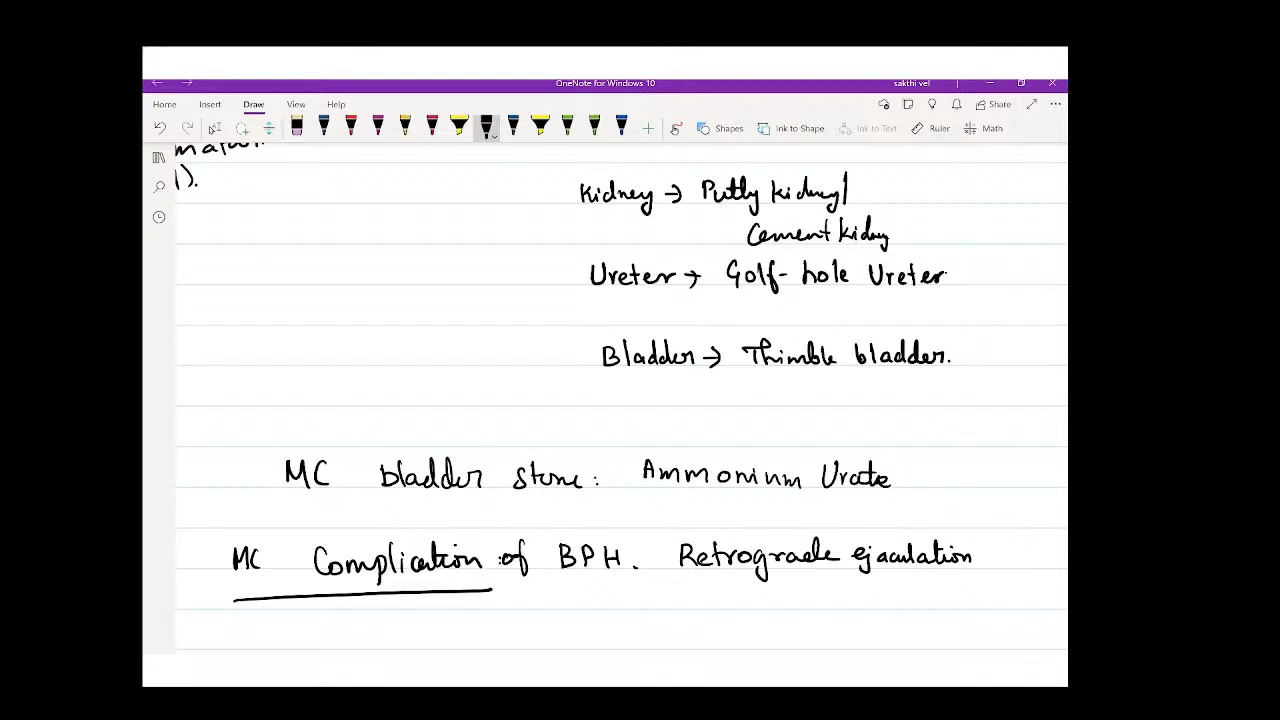 OneNote for Windows 10
sakthi vel
Home Insert Draw View Help
Share
Shapes Ink to Shape Ink to Text Ruler Math
1).
Kidney → Putty kidney/
Cement kidney
Ureter → Golf-hole Ureter
Bladder → Thimble bladder.
MC bladder stone: Ammonium Urate
MC Complication of BPH. Retrograde ejaculation